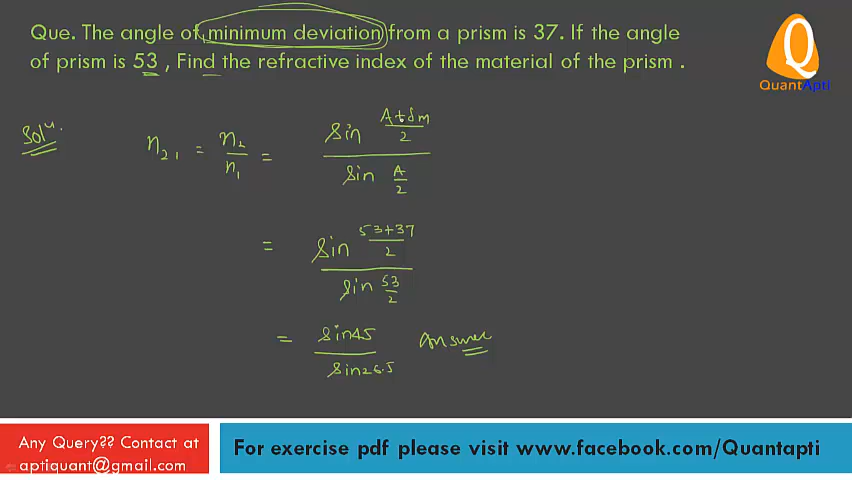 Que. The angle of minimum deviation from a prism is 37. If the angle
of prism is 53 , Find the refractive index of the material of the prism .
QuantApti
Solⁿ.
n₂₁ = n₂/n₁ = sin (A+δm)/2 / sin A/2
= sin (53+37)/2 / sin 53/2
= sin45 / sin26.5 Answer
Any Query?? Contact at
aptiquant@gmail.com
For exercise pdf please visit www.facebook.com/Quantapti